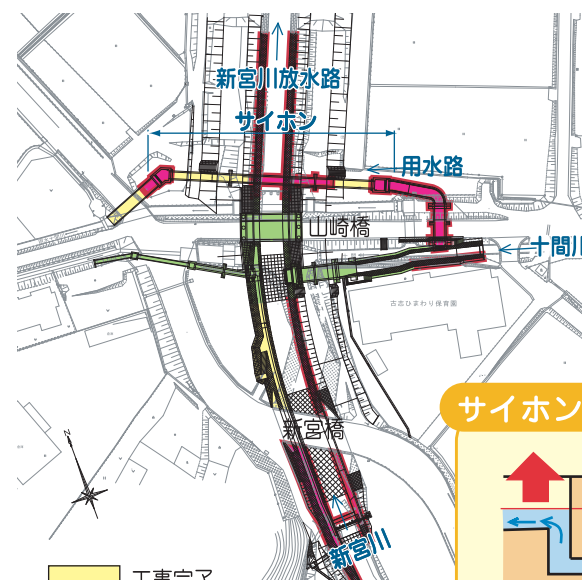 新宮川放水路
サイホン
用水路
山崎橋
十間川
古志ひまわり保育園
サイホン
新宮橋
N
新宮川
工事完了